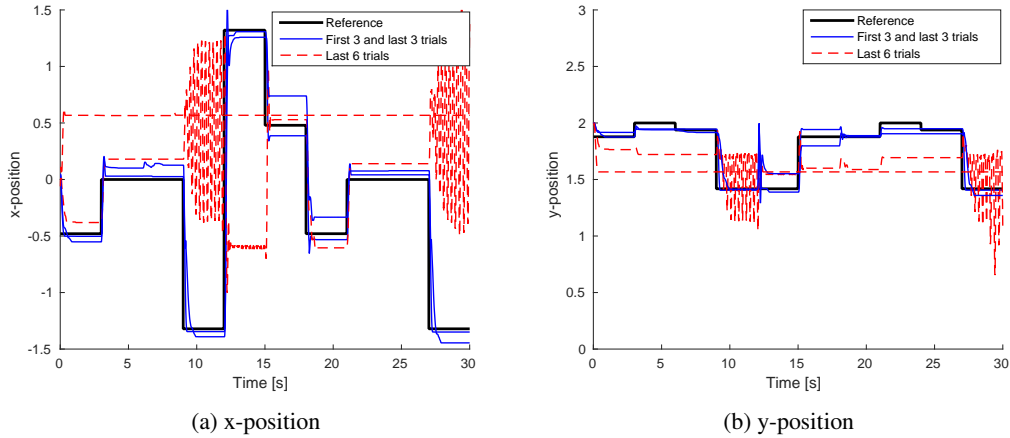 1.5
1
0.5
0
-0.5
-1
-1.5
x-position
0 5 10 15 20 25 30
Time [s]
Reference
First 3 and last 3 trials
Last 6 trials
(a) x-position
3
2.5
2
1.5
1
0.5
0
y-position
0 5 10 15 20 25 30
Time [s]
Reference
First 3 and last 3 trials
Last 6 trials
(b) y-position